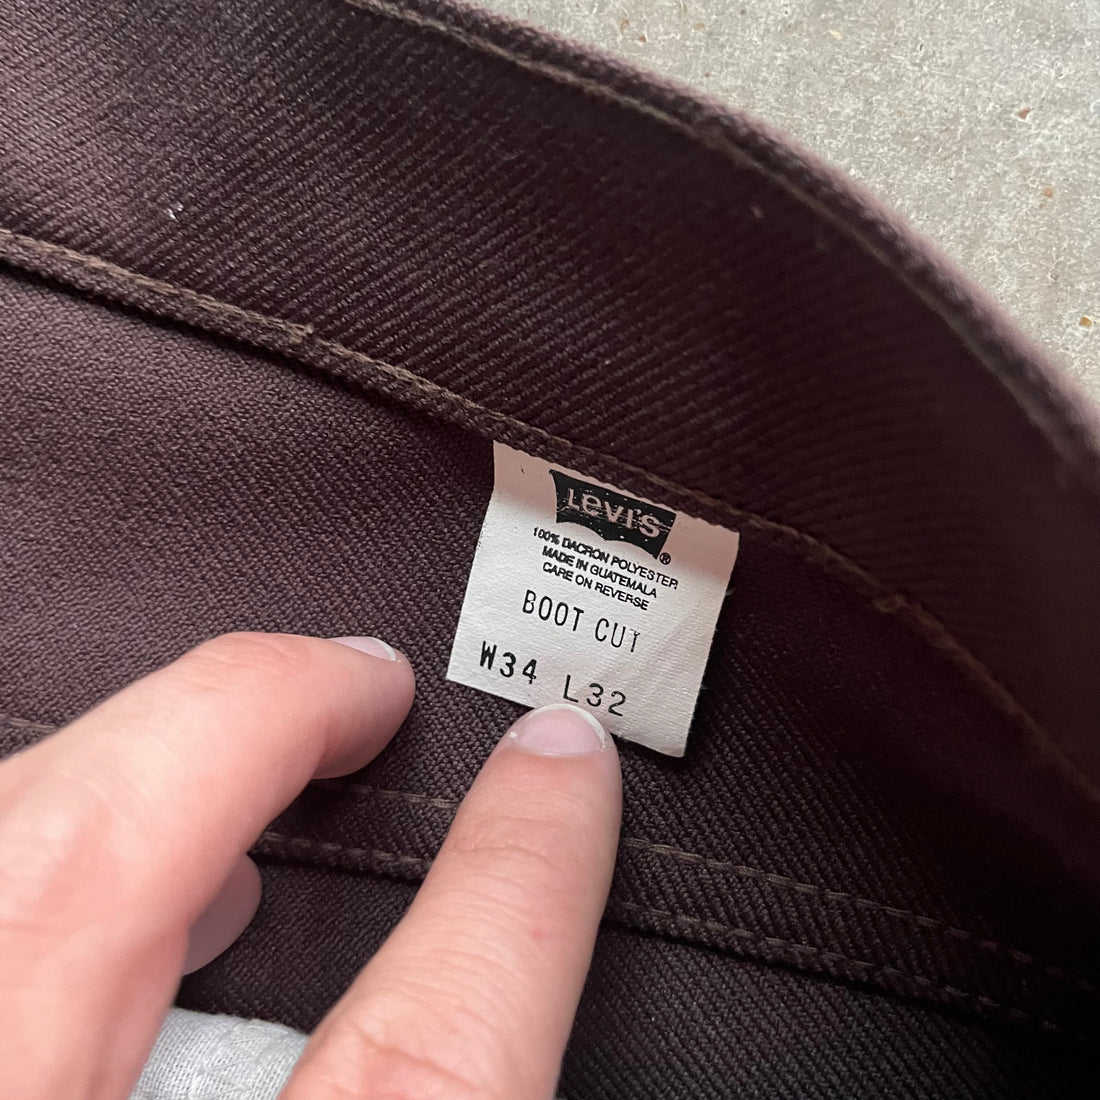 Levi's
®
100% DACRON POLYESTER
MADE IN GUATEMALA
CARE ON REVERSE
BOOT CUT
W34 L32